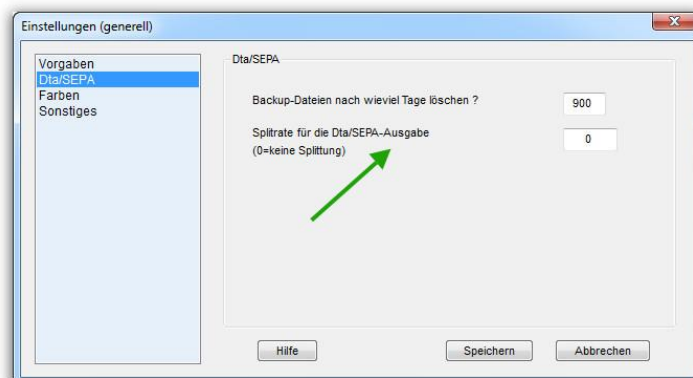 Einstellungen (generell)
Vorgaben
Dta/SEPA
Farben
Sonstiges
Dta/SEPA
Backup-Dateien nach wieviel Tage löschen ?
900
Splitrate für die Dta/SEPA-Ausgabe
(0=keine Splittung)
0
Hilfe
Speichern
Abbrechen